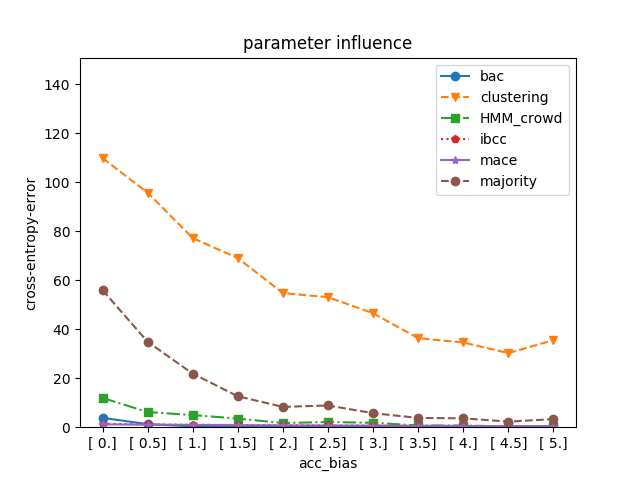 parameter influence
140
120
100
80
60
40
20
0
cross-entropy-error
bac
clustering
HMM_crowd
ibcc
mace
majority
[ 0.] [ 0.5] [ 1.] [ 1.5] [ 2.] [ 2.5] [ 3.] [ 3.5] [ 4.] [ 4.5] [ 5.]
acc_bias